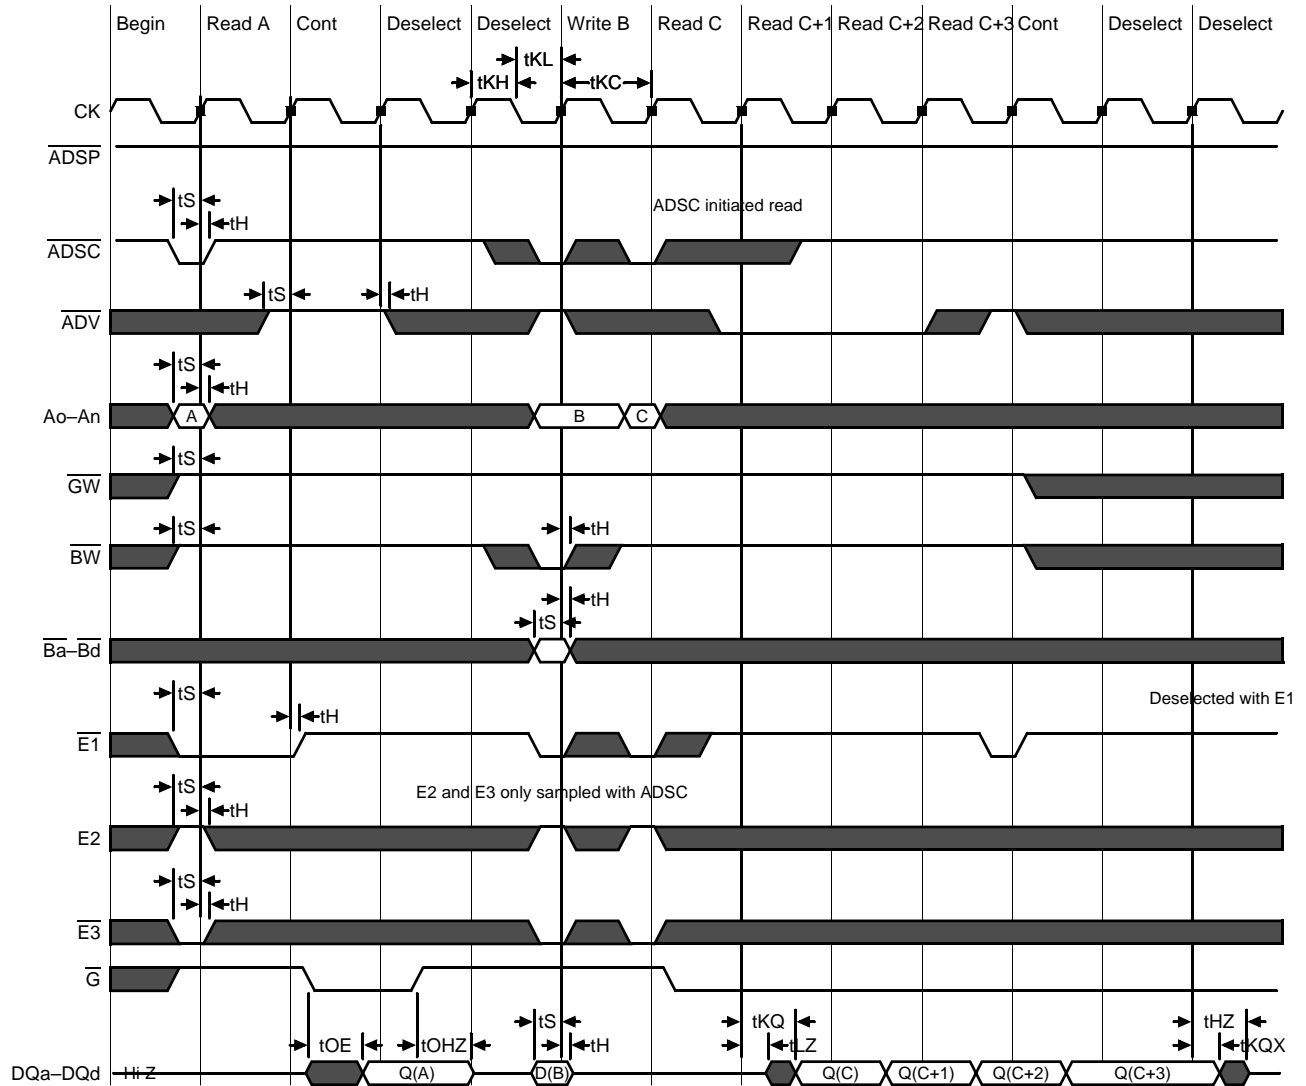 Begin Read A Cont Deselect Deselect Write B Read C Read C+1 Read C+2 Read C+3 Cont Deselect Deselect
tKL
tKH tKC
CK
ADSP
tS ADSC initiated read
tH
ADSC
tS tH
ADV
tS
tH
Ao–An A B C
tS
GW
tS tH
BW
tH
tS
Ba–Bd
tS Deselected with E1
tH
E1
tS E2 and E3 only sampled with ADSC
tH
E2
tS
tH
E3
G
tS tKQ tHZ
tOE tOHZ tH tLZ tKQX
DQa–DQd Hi-Z Q(A) D(B) Q(C) Q(C+1) Q(C+2) Q(C+3)